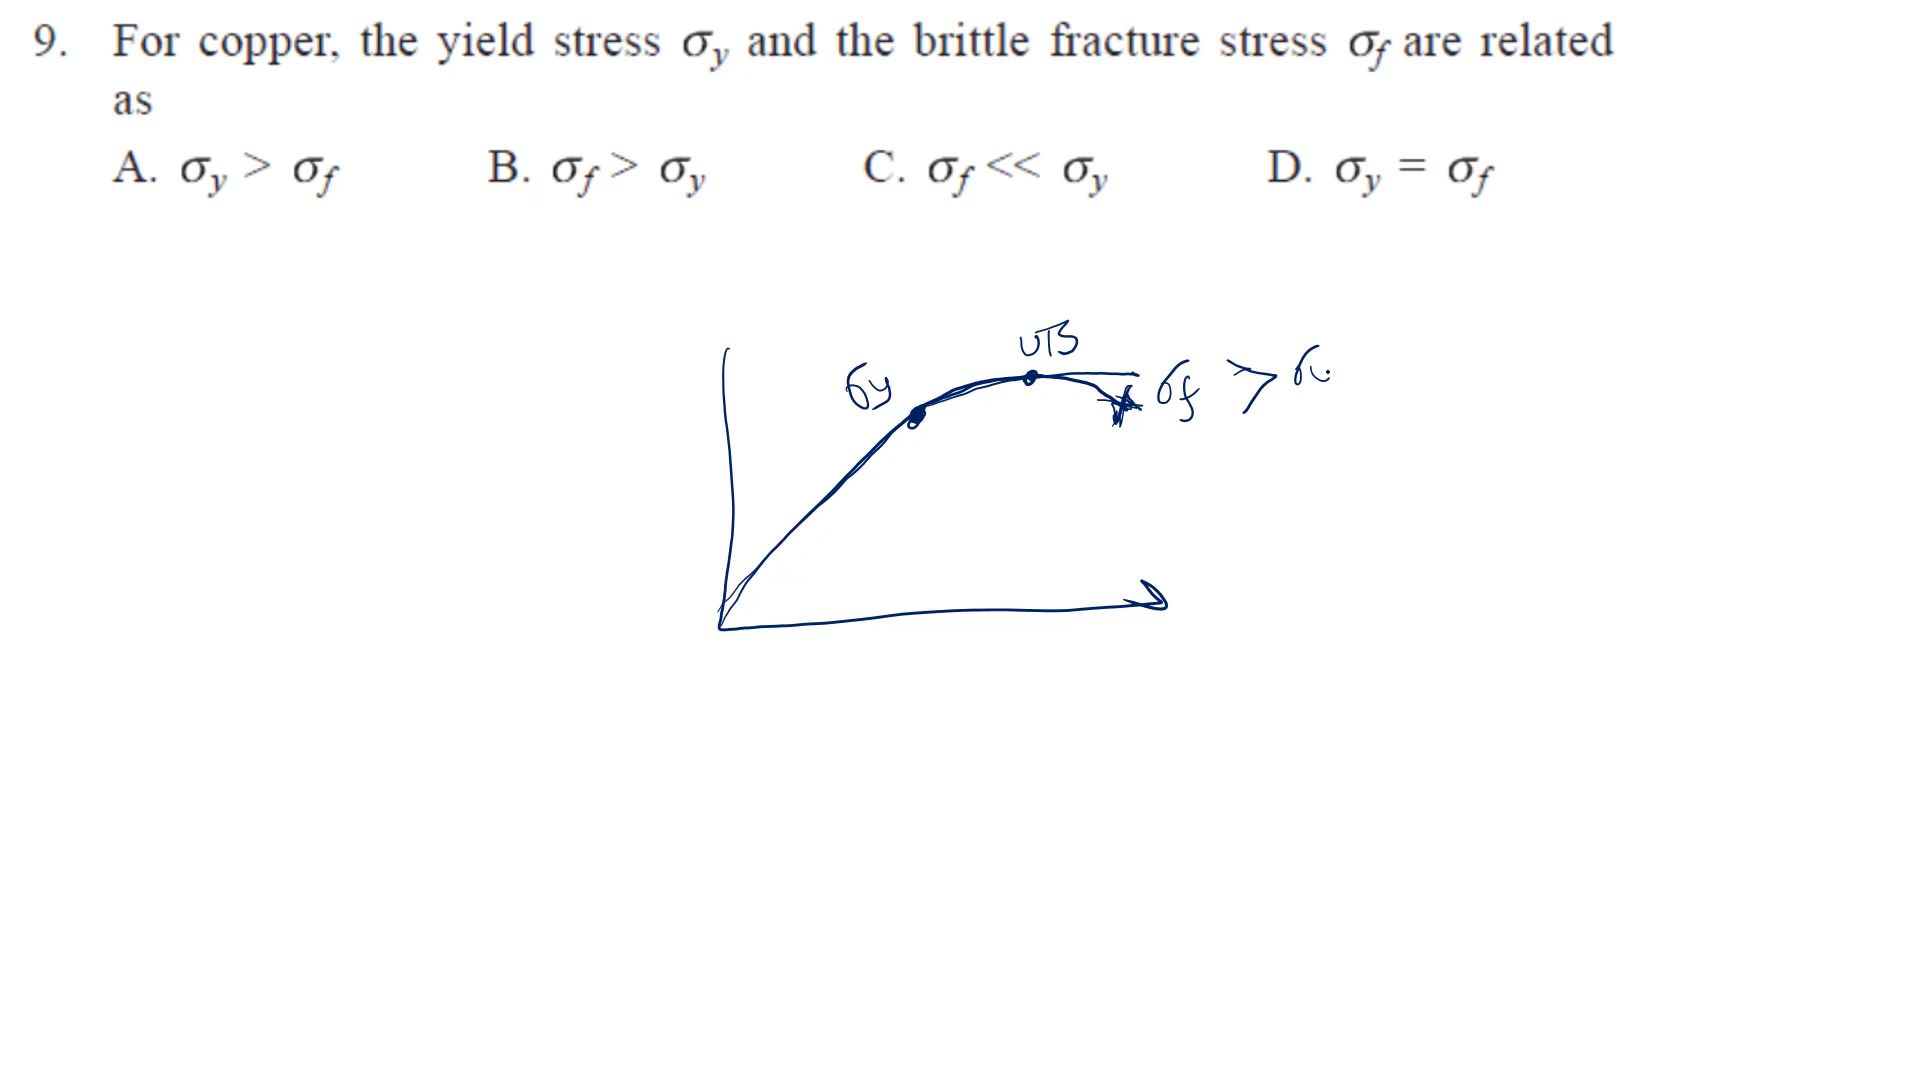 9. For copper, the yield stress σy and the brittle fracture stress σf are related
as
A. σy > σf B. σf > σy C. σf << σy D. σy = σf
UTS
σy
σf >